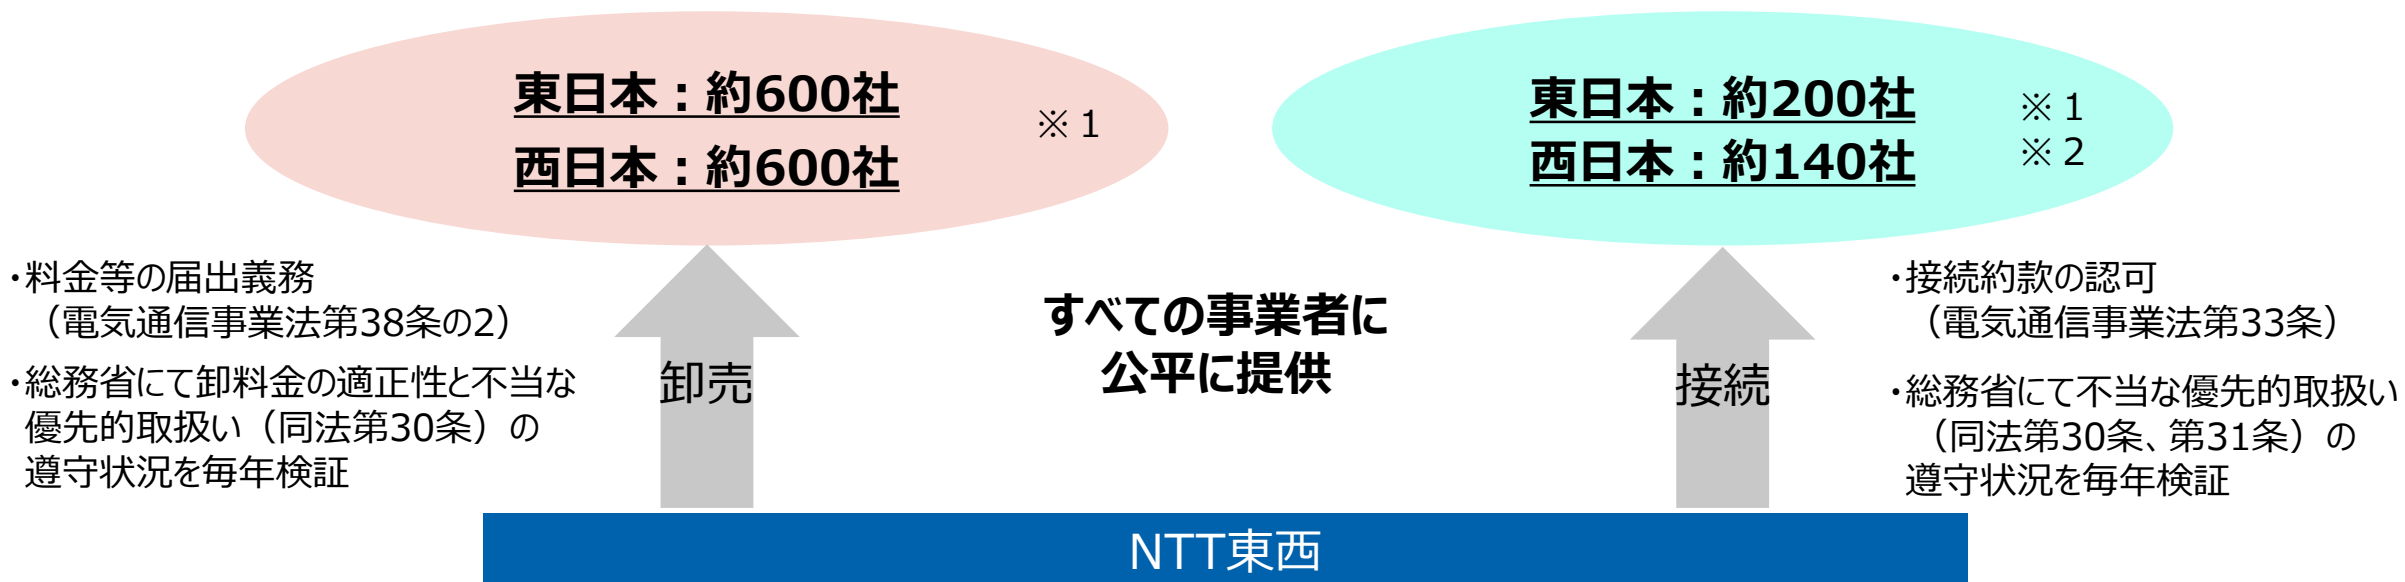 東日本：約600社
西日本：約600社
※１
東日本：約200社
西日本：約140社
※１
※２
・料金等の届出義務
（電気通信事業法第38条の2）
・総務省にて卸料金の適正性と不当な
優先的取扱い（同法第30条）の
遵守状況を毎年検証
卸売
すべての事業者に
公平に提供
接続
・接続約款の認可
（電気通信事業法第33条）
・総務省にて不当な優先的取扱い
（同法第30条、第31条）の
遵守状況を毎年検証
NTT東西